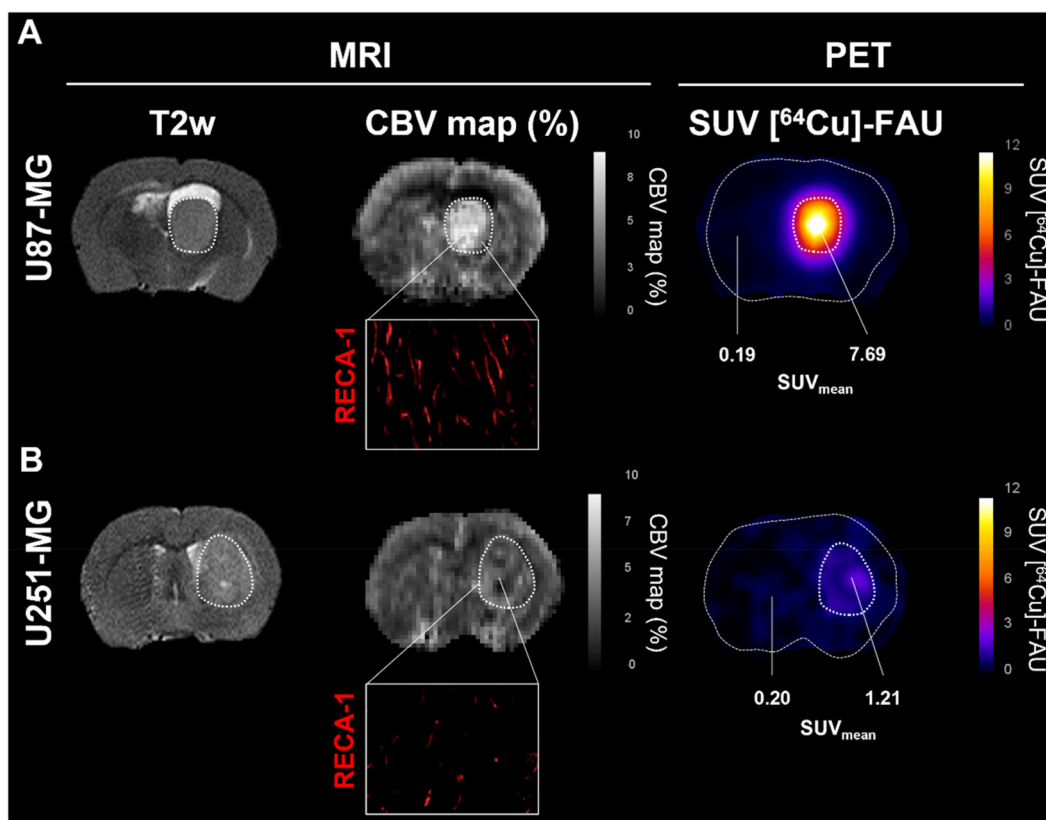 A
MRI
PET
T2w
CBV map (%)
SUV [⁶⁴Cu]-FAU
U87-MG
10
8
5
3
0
CBV map (%)
12
9
6
3
0
SUV [⁶⁴Cu]-FAU
0.19
7.69
SUVmean
RECA-1
B
U251-MG
10
7
5
2
0
CBV map (%)
12
9
6
3
0
SUV [⁶⁴Cu]-FAU
0.20
1.21
SUVmean
RECA-1